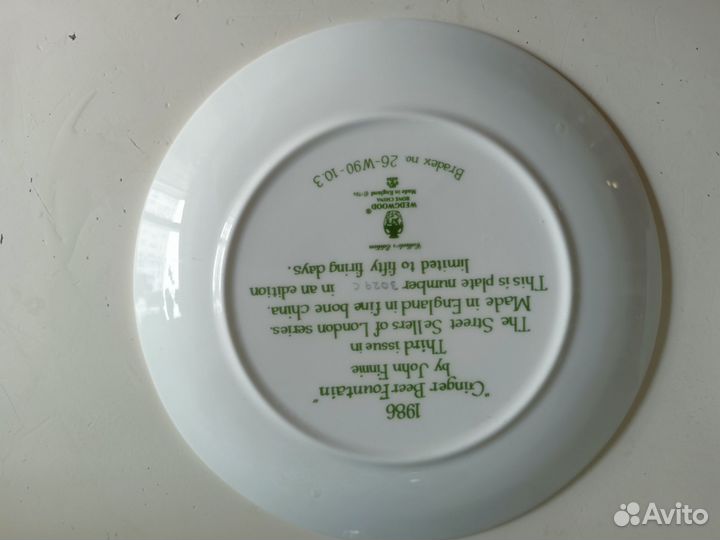 1986
"Ginger Beer Fountain"
by John Finnie
Third issue in
The Street Sellers of London series.
Made in England in fine bone china.
This is plate number 3029 C in an edition
limited to fifty firing days.
Collector's Edition
WEDGWOOD®
BONE CHINA
Made in England
Bradex no. 26-W90-10.3
Avito